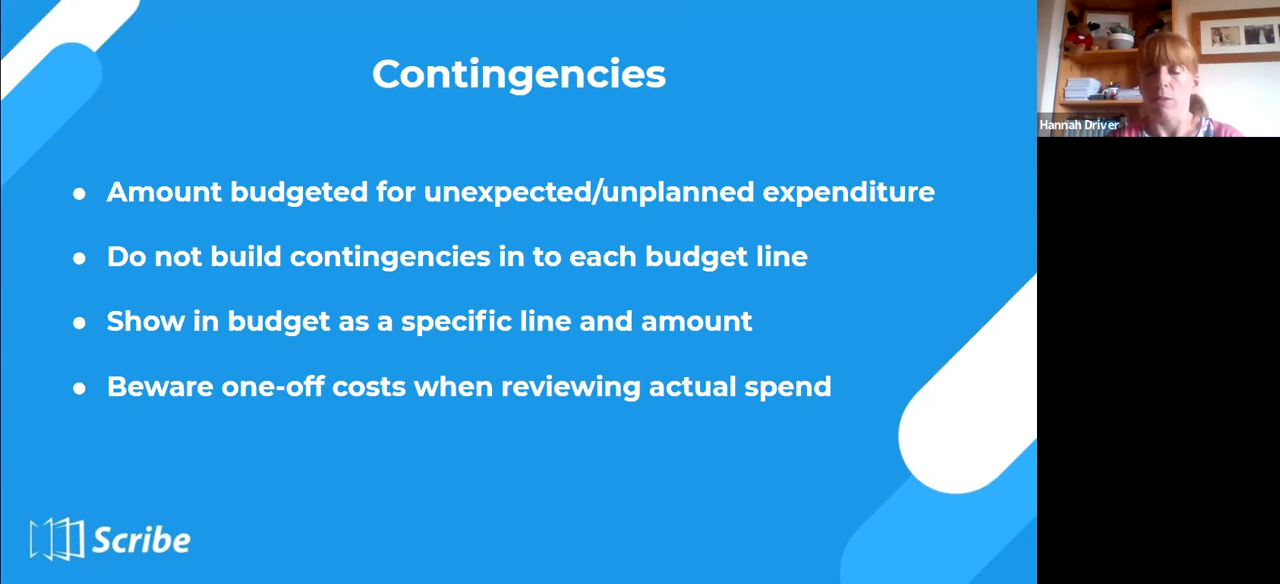 Contingencies
Hannah Driver
● Amount budgeted for unexpected/unplanned expenditure
● Do not build contingencies in to each budget line
● Show in budget as a specific line and amount
● Beware one-off costs when reviewing actual spend
Scribe